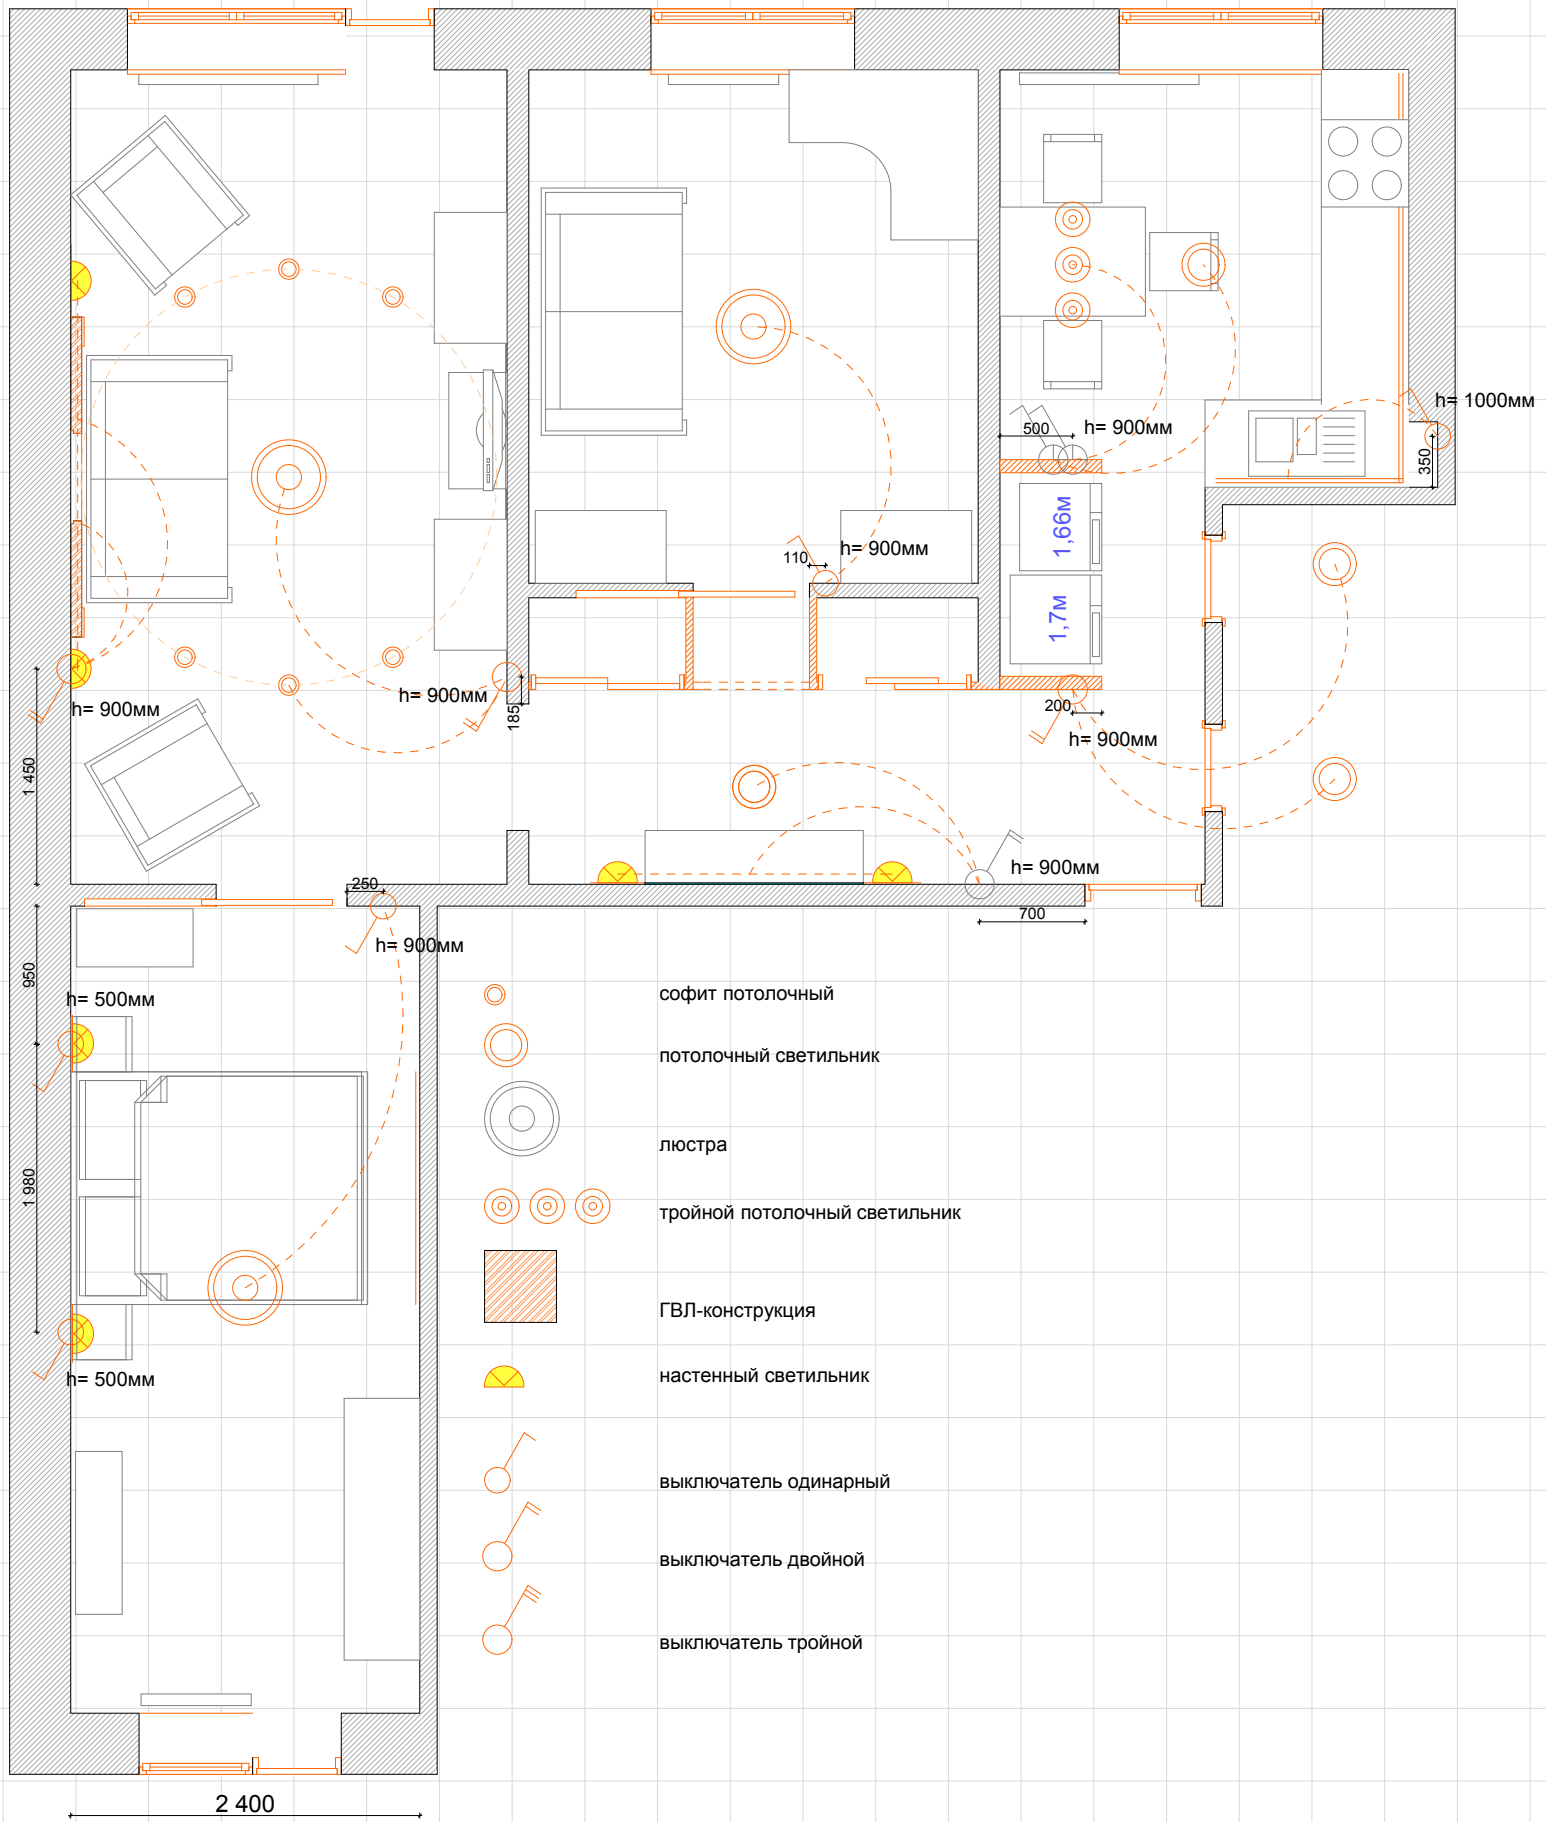 h= 1000мм
500
h= 900мм
350
1,66м
110
h= 900мм
1,7м
h= 900мм
h= 900мм
185
200
h= 900мм
1 450
h= 900мм
250
700
h= 900мм
950
h= 500мм
1 980
h= 500мм
2 400
софит потолочный
потолочный светильник
люстра
тройной потолочный светильник
ГВЛ-конструкция
настенный светильник
выключатель одинарный
выключатель двойной
выключатель тройной